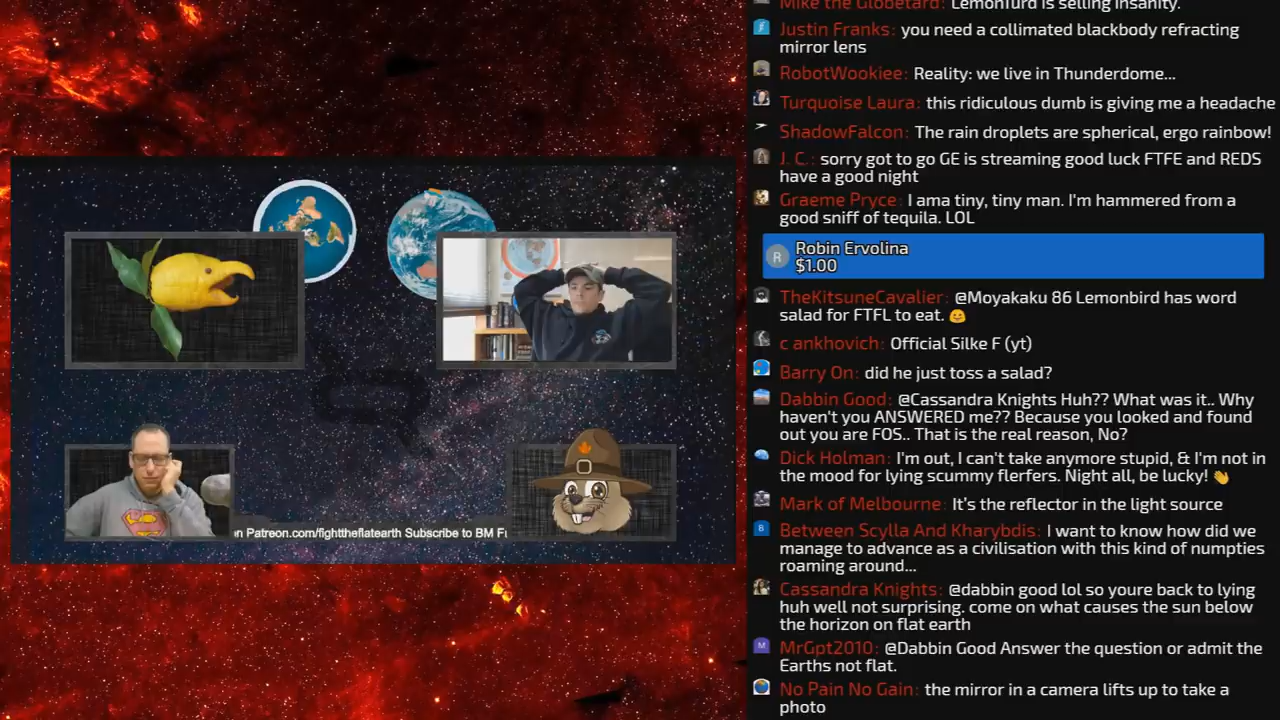 Mike the Globetard: LemonTurd is selling insanity.
Justin Franks: you need a collimated blackbody refracting
mirror lens
RobotWookiee: Reality: we live in Thunderdome...
Turquoise Laura: this ridiculous dumb is giving me a headache
ShadowFalcon: The rain droplets are spherical, ergo rainbow!
J. C.: sorry got to go GE is streaming good luck FTFE and REDS
have a good night
Graeme Pryce: I ama tiny, tiny man. I'm hammered from a
good sniff of tequila. LOL
R
Robin Ervolina
$1.00
TheKitsuneCavalier: @Moyakaku 86 Lemonbird has word
salad for FTFL to eat. 🤗
c ankhovich: Official Silke F (yt)
Barry On: did he just toss a salad?
Dabbin Good: @Cassandra Knights Huh?? What was it.. Why
haven't you ANSWERED me?? Because you looked and found
out you are FOS.. That is the real reason, No?
Dick Holman: I'm out, I can't take anymore stupid, & I'm not in
the mood for lying scummy flerfers. Night all, be lucky! 👋
Mark of Melbourne: It's the reflector in the light source
B
Between Scylla And Kharybdis: I want to know how did we
manage to advance as a civilisation with this kind of numpties
roaming around...
Cassandra Knights: @dabbin good lol so youre back to lying
huh well not surprising. come on what causes the sun below
the horizon on flat earth
M
MrGpt2010: @Dabbin Good Answer the question or admit the
Earths not flat.
No Pain No Gain: the mirror in a camera lifts up to take a
photo
n Patreon.com/fighttheflatearth Subscribe to BM Fu